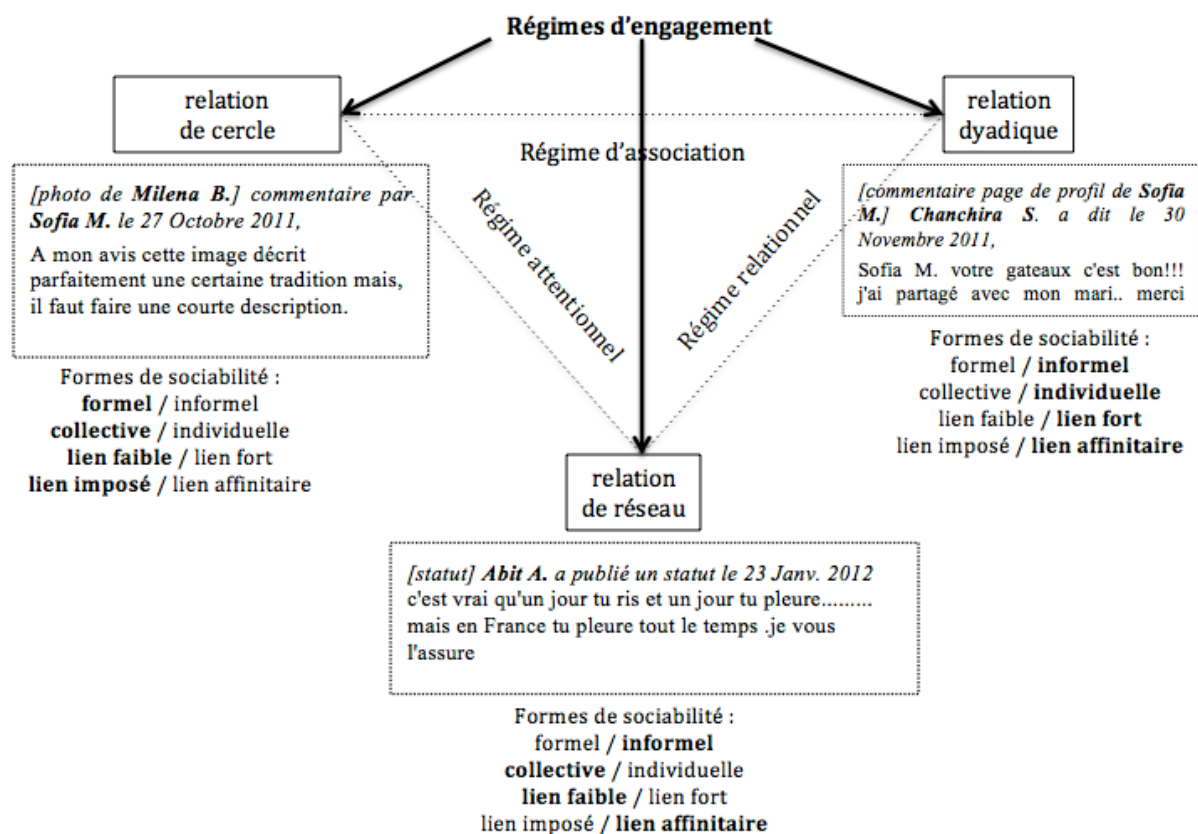 Régimes d'engagement
relation
de cercle
relation
dyadique
Régime d'association
Régime attentionnel
Régime relationnel
[photo de Milena B.] commentaire par
Sofia M. le 27 Octobre 2011,
A mon avis cette image décrit
parfaitement une certaine tradition mais,
il faut faire une courte description.
Formes de sociabilité :
formel / informel
collective / individuelle
lien faible / lien fort
lien imposé / lien affinitaire
[commentaire page de profil de Sofia
M.] Chanchira S. a dit le 30
Novembre 2011,
Sofia M. votre gateaux c'est bon!!!
j'ai partagé avec mon mari.. merci
Formes de sociabilité :
formel / informel
collective / individuelle
lien faible / lien fort
lien imposé / lien affinitaire
relation
de réseau
[statut] Abit A. a publié un statut le 23 Janv. 2012
c'est vrai qu'un jour tu ris et un jour tu pleure.........
mais en France tu pleure tout le temps .je vous
l'assure
Formes de sociabilité :
formel / informel
collective / individuelle
lien faible / lien fort
lien imposé / lien affinitaire